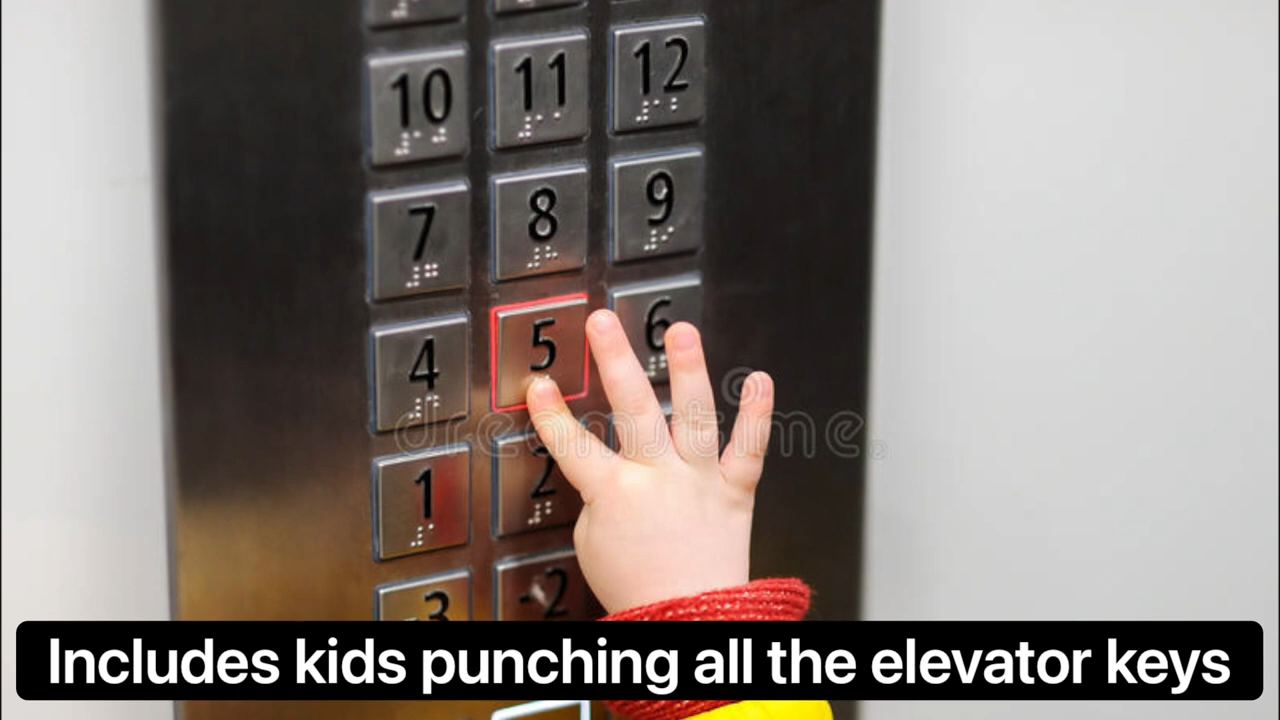 10 11 12
7 8 9
4 5 6
1 2
-3 -2
dreamstime.
Includes kids punching all the elevator keys